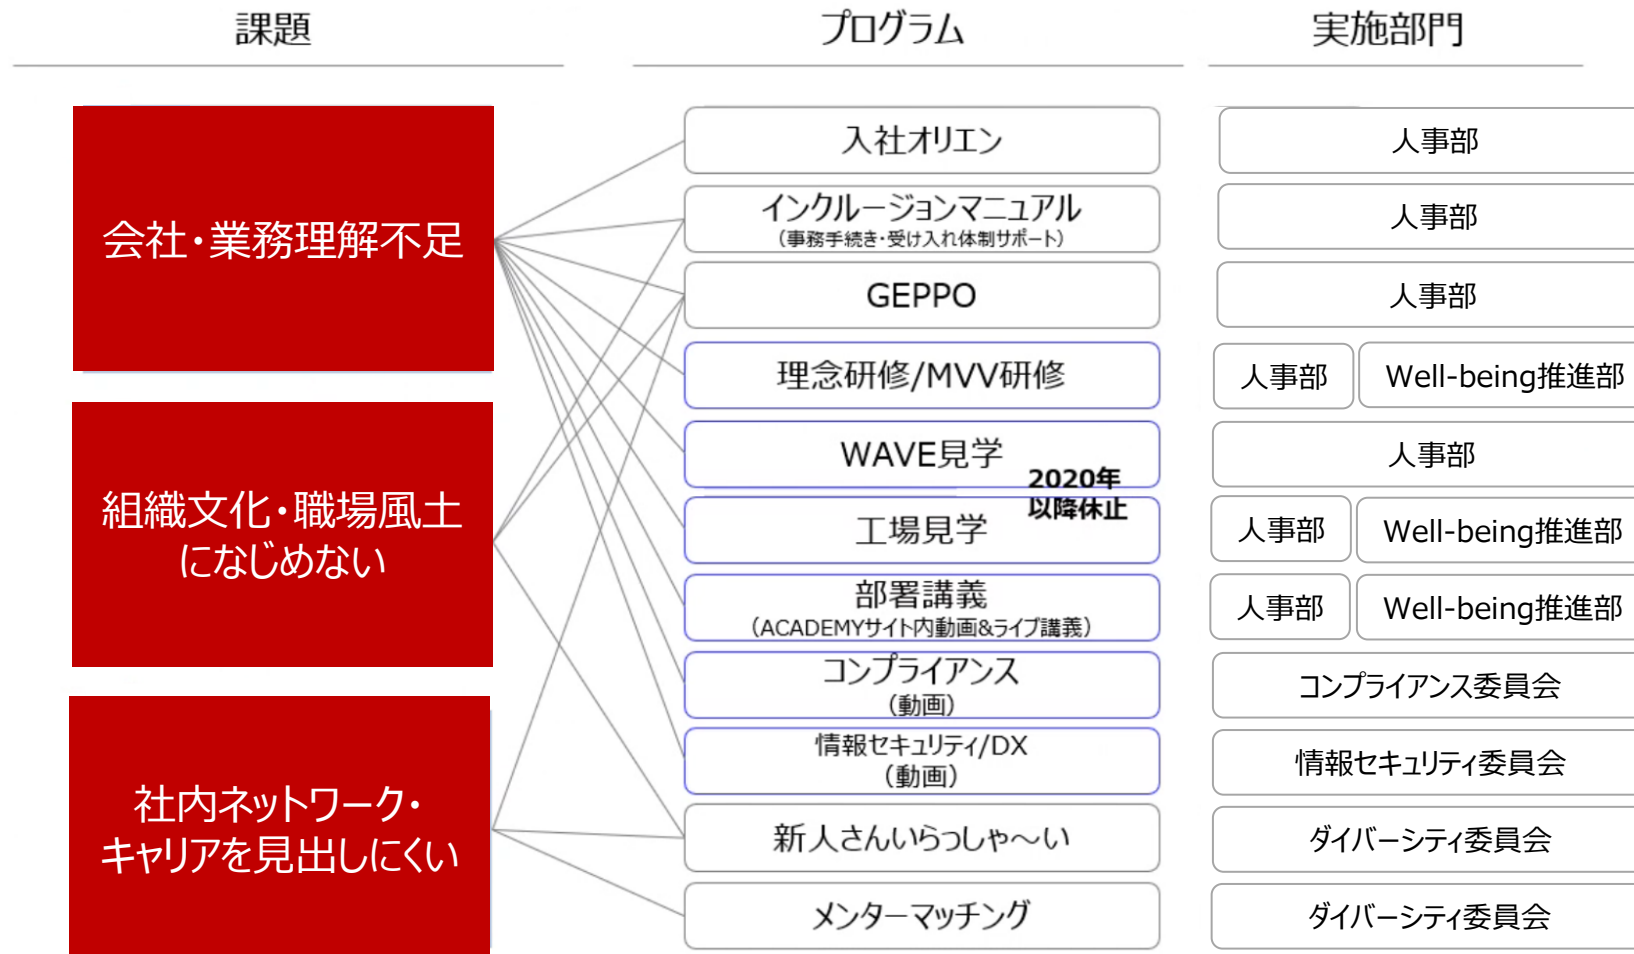 課題
プログラム
実施部門
会社・業務理解不足
組織文化・職場風土
になじめない
社内ネットワーク・
キャリアを見出しにくい
入社オリエン
人事部
インクルージョンマニュアル
（事務手続き・受け入れ体制サポート）
人事部
GEPPO
人事部
理念研修/MVV研修
人事部
Well-being推進部
WAVE見学
人事部
2020年
以降休止
工場見学
人事部
Well-being推進部
部署講義
（ACADEMYサイト内動画&ライブ講義）
人事部
Well-being推進部
コンプライアンス
（動画）
コンプライアンス委員会
情報セキュリティ/DX
（動画）
情報セキュリティ委員会
新人さんいらっしゃ～い
ダイバーシティ委員会
メンターマッチング
ダイバーシティ委員会